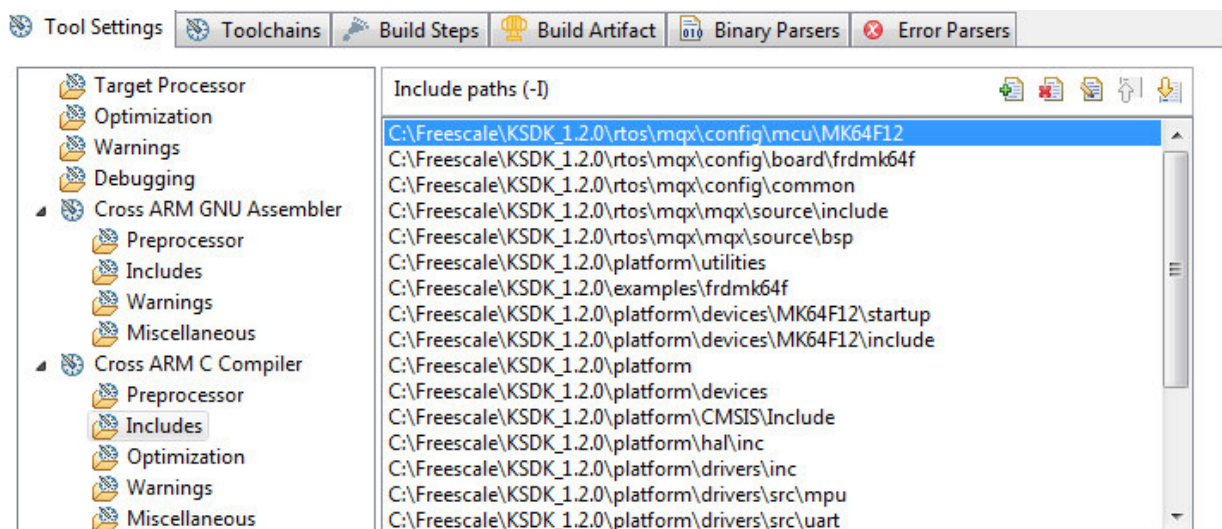 Tool Settings Toolchains Build Steps Build Artifact Binary Parsers Error Parsers
Target Processor
Optimization
Warnings
Debugging
Cross ARM GNU Assembler
Preprocessor
Includes
Warnings
Miscellaneous
Cross ARM C Compiler
Preprocessor
Includes
Optimization
Warnings
Miscellaneous
Include paths (-I)
C:\Freescale\KSDK_1.2.0\rtos\mqx\config\mcu\MK64F12
C:\Freescale\KSDK_1.2.0\rtos\mqx\config\board\frdmk64f
C:\Freescale\KSDK_1.2.0\rtos\mqx\config\common
C:\Freescale\KSDK_1.2.0\rtos\mqx\mqx\source\include
C:\Freescale\KSDK_1.2.0\rtos\mqx\mqx\source\bsp
C:\Freescale\KSDK_1.2.0\platform\utilities
C:\Freescale\KSDK_1.2.0\examples\frdmk64f
C:\Freescale\KSDK_1.2.0\platform\devices\MK64F12\startup
C:\Freescale\KSDK_1.2.0\platform\devices\MK64F12\include
C:\Freescale\KSDK_1.2.0\platform
C:\Freescale\KSDK_1.2.0\platform\devices
C:\Freescale\KSDK_1.2.0\platform\CMSIS\Include
C:\Freescale\KSDK_1.2.0\platform\hal\inc
C:\Freescale\KSDK_1.2.0\platform\drivers\inc
C:\Freescale\KSDK_1.2.0\platform\drivers\src\mpu
C:\Freescale\KSDK_1.2.0\platform\drivers\src\uart